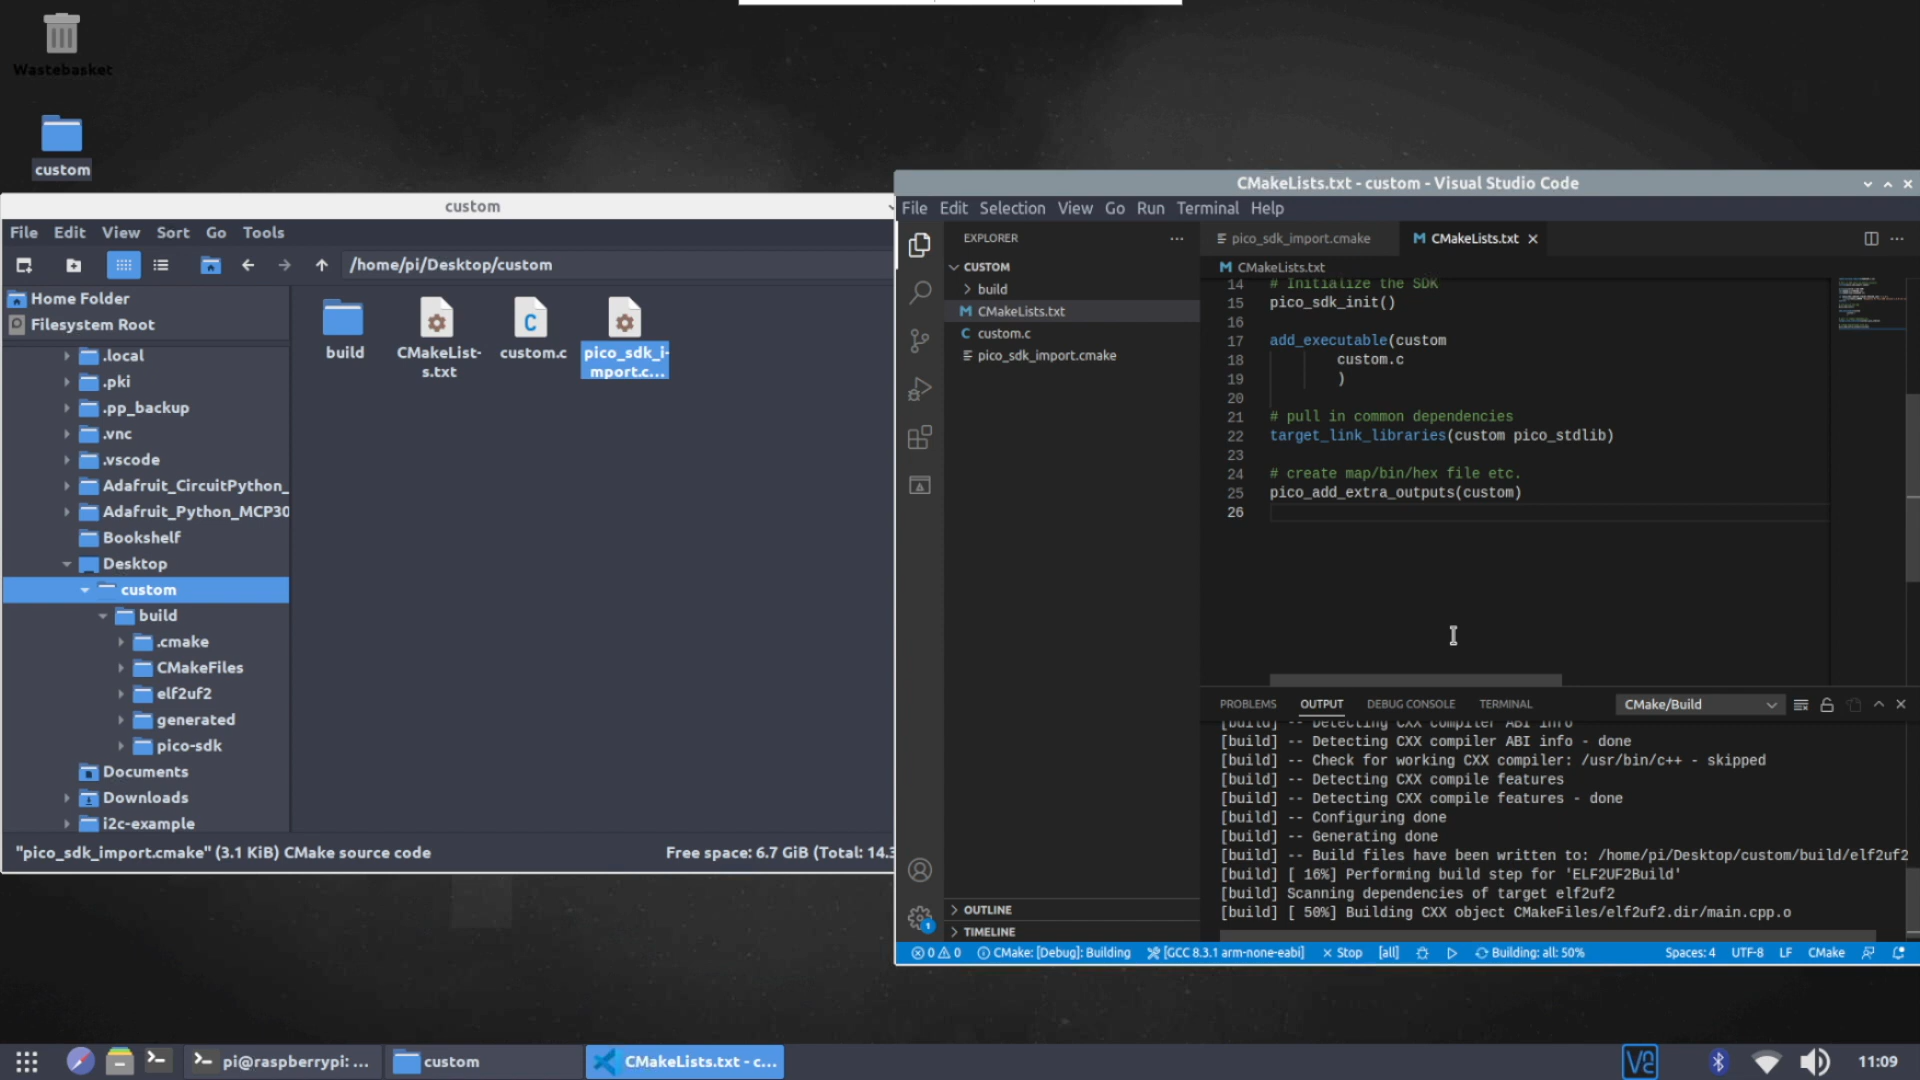 Wastebasket
custom
custom
File Edit View Sort Go Tools
/home/pi/Desktop/custom
Home Folder
Filesystem Root
.local
.pki
.pp_backup
.vnc
.vscode
Adafruit_CircuitPython_
Adafruit_Python_MCP30
Bookshelf
Desktop
custom
build
.cmake
CMakeFiles
elf2uf2
generated
pico-sdk
Documents
Downloads
i2c-example
build
CMakeList-
s.txt
custom.c
pico_sdk_i-
mport.c...
"pico_sdk_import.cmake" (3.1 KiB) CMake source code
Free space: 6.7 GiB (Total: 14.3
CMakeLists.txt - custom - Visual Studio Code
File Edit Selection View Go Run Terminal Help
EXPLORER
CUSTOM
build
M CMakeLists.txt
C custom.c
pico_sdk_import.cmake
OUTLINE
TIMELINE
pico_sdk_import.cmake
M CMakeLists.txt
M CMakeLists.txt
14 # Initialize the SDK
15 pico_sdk_init()
16
17 add_executable(custom
18 custom.c
19 )
20
21 # pull in common dependencies
22 target_link_libraries(custom pico_stdlib)
23
24 # create map/bin/hex file etc.
25 pico_add_extra_outputs(custom)
26
PROBLEMS OUTPUT DEBUG CONSOLE TERMINAL
CMake/Build
[build] -- Detecting CXX compiler ABI info
[build] -- Detecting CXX compiler ABI info - done
[build] -- Check for working CXX compiler: /usr/bin/c++ - skipped
[build] -- Detecting CXX compile features
[build] -- Detecting CXX compile features - done
[build] -- Configuring done
[build] -- Generating done
[build] -- Build files have been written to: /home/pi/Desktop/custom/build/elf2uf2
[build] [ 16%] Performing build step for 'ELF2UF2Build'
[build] Scanning dependencies of target elf2uf2
[build] [ 50%] Building CXX object CMakeFiles/elf2uf2.dir/main.cpp.o
1
0 0 CMake: [Debug]: Building [GCC 8.3.1 arm-none-eabi] Stop [all] Building: all: 50% Spaces: 4 UTF-8 LF CMake
pi@raspberrypi: ...
custom
CMakeLists.txt - c...
11:09